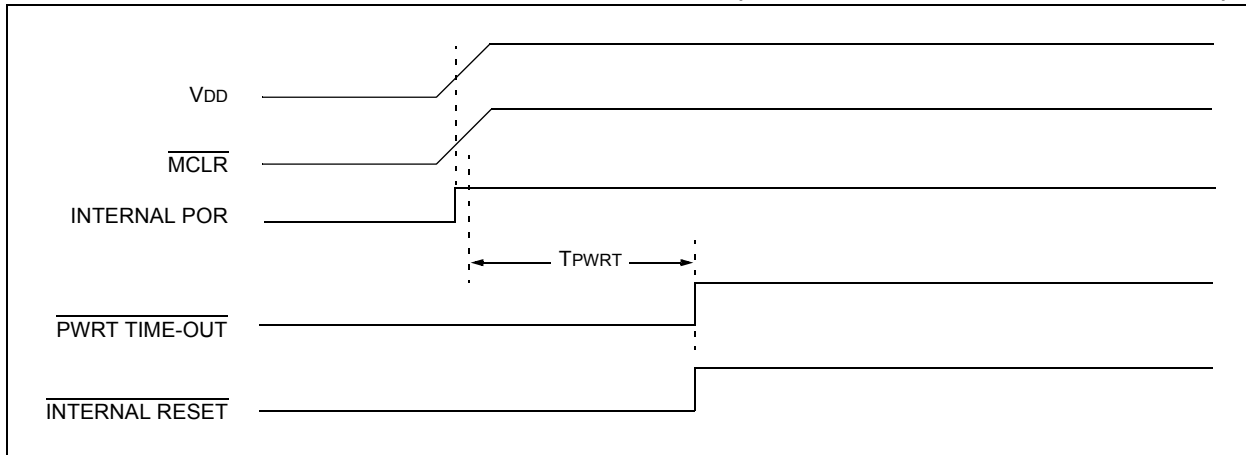 VDD
MCLR
INTERNAL POR
TPWRT
PWRT TIME-OUT
INTERNAL RESET